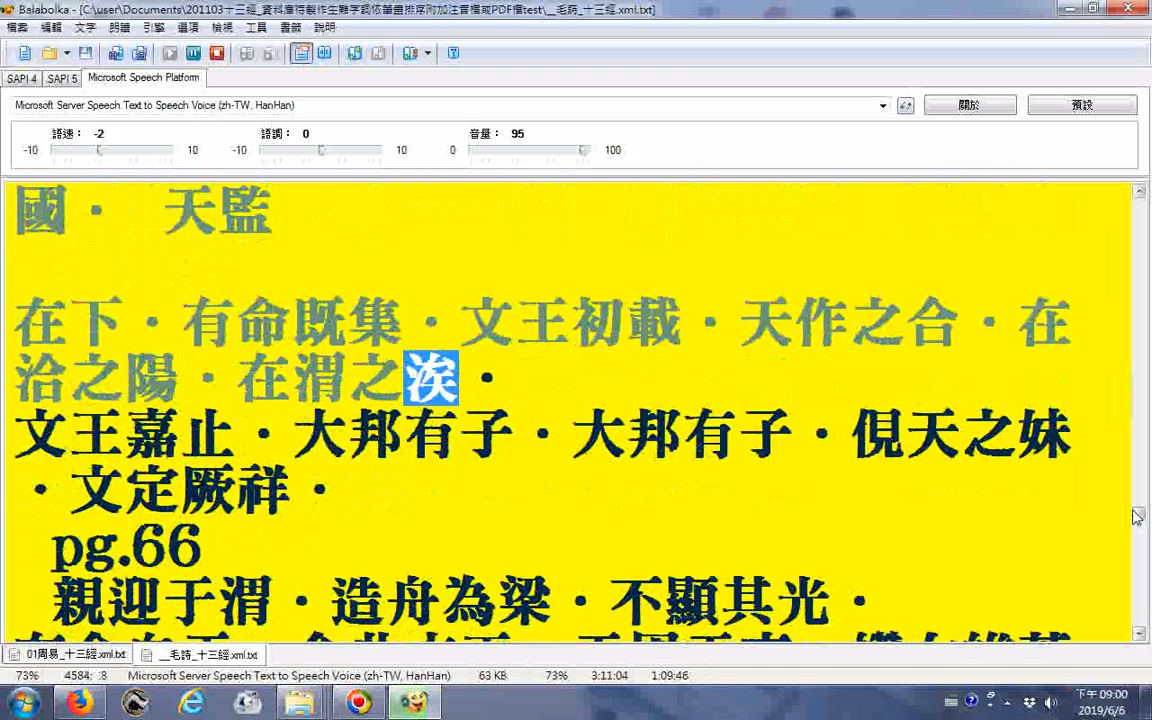 Balabolka - [C:\user\Documents\201103十三經_資料庫待製作生難字詞依筆畫排序附加注音檔或PDF檔test\__毛詩_十三經.xml.txt]
檔案 編輯 文字 朗讀 引擎 選項 檢視 工具 書籤 說明
SAPI 4 SAPI 5 Microsoft Speech Platform
Microsoft Server Speech Text to Speech Voice (zh-TW, HanHan) 關於 預設
語速： -2 語調： 0 音量： 95
-10 10 -10 10 0 100
國． 天監
在下．有命既集．文王初載．天作之合．在
洽之陽．在渭之涘．
文王嘉止．大邦有子．大邦有子．俔天之妹
．文定厥祥．
pg.66
親迎于渭．造舟為梁．不顯其光．
01周易_十三經.xml.txt __毛詩_十三經.xml.txt
73% 4584: :8 Microsoft Server Speech Text to Speech Voice (zh-TW, HanHan) 63 KB 73% 3:11:04 1:09:46
下午 09:00
2019/6/6